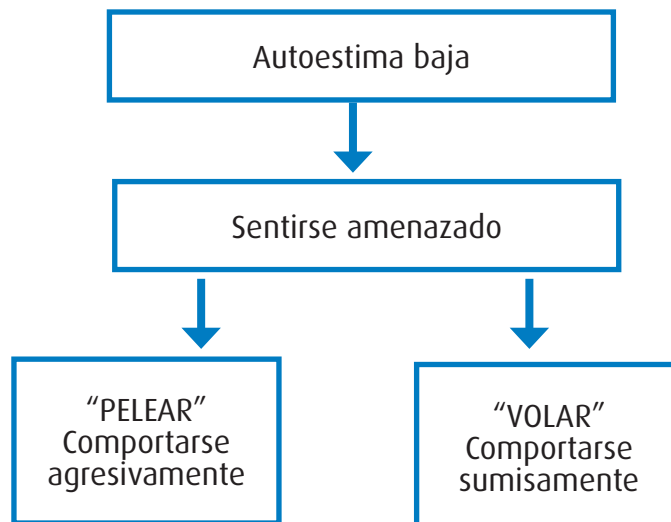 Autoestima baja
Sentirse amenazado
“PELEAR”
Comportarse
agresivamente
“VOLAR”
Comportarse
sumisamente